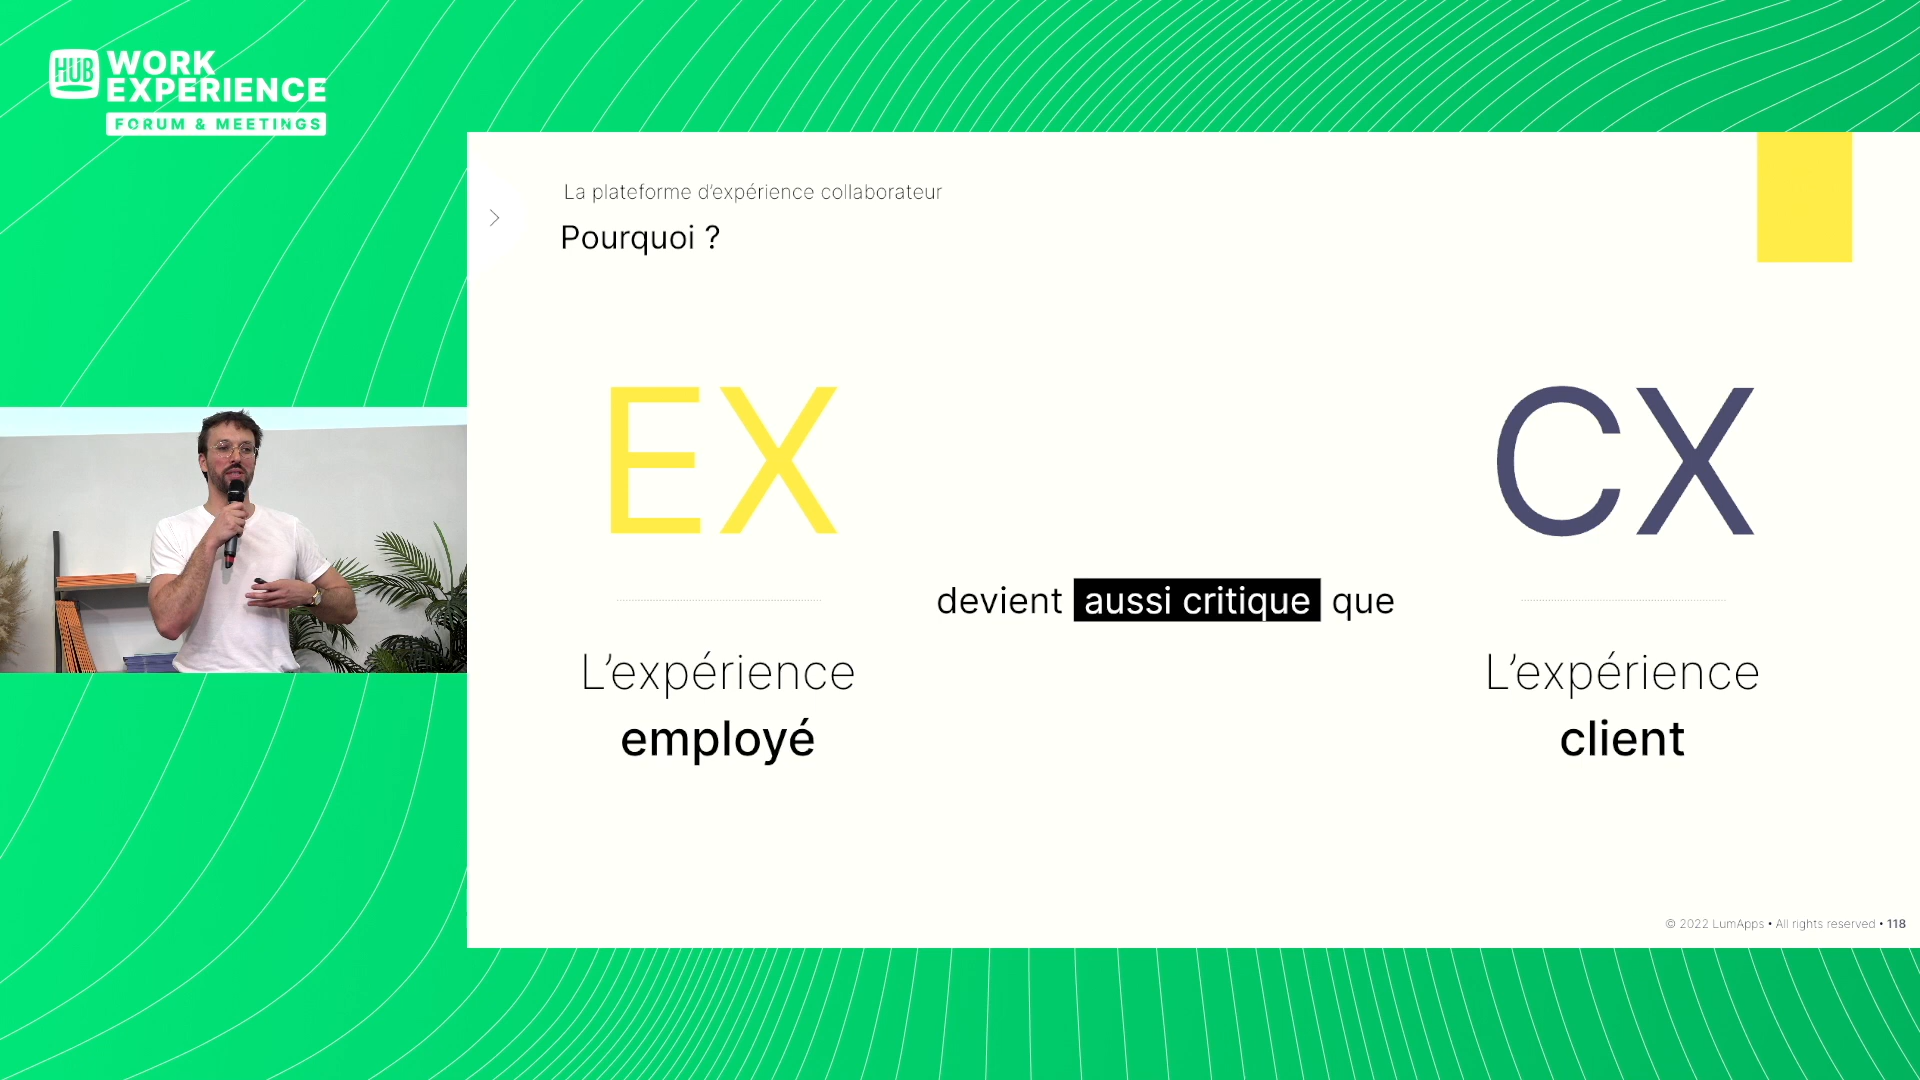 HUB
WORK
EXPERIENCE
FORUM & MEETINGS
La plateforme d’expérience collaborateur
Pourquoi ?
EX
CX
devient aussi critique que
L’expérience
employé
L’expérience
client
© 2022 LumApps • All rights reserved • 118